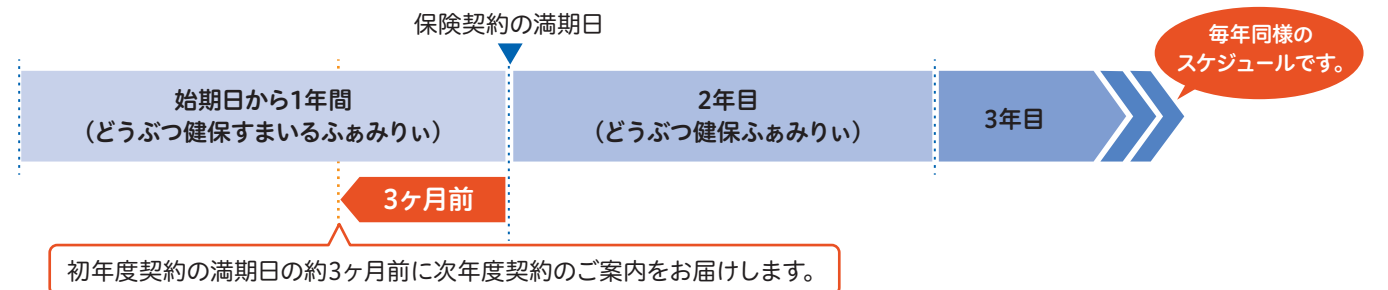 保険契約の満期日
毎年同様の
スケジュールです。
始期日から1年間
（どうぶつ健保すまいるふぁみりぃ）
2年目
（どうぶつ健保ふぁみりぃ）
3年目
3ヶ月前
初年度契約の満期日の約3ヶ月前に次年度契約のご案内をお届けします。